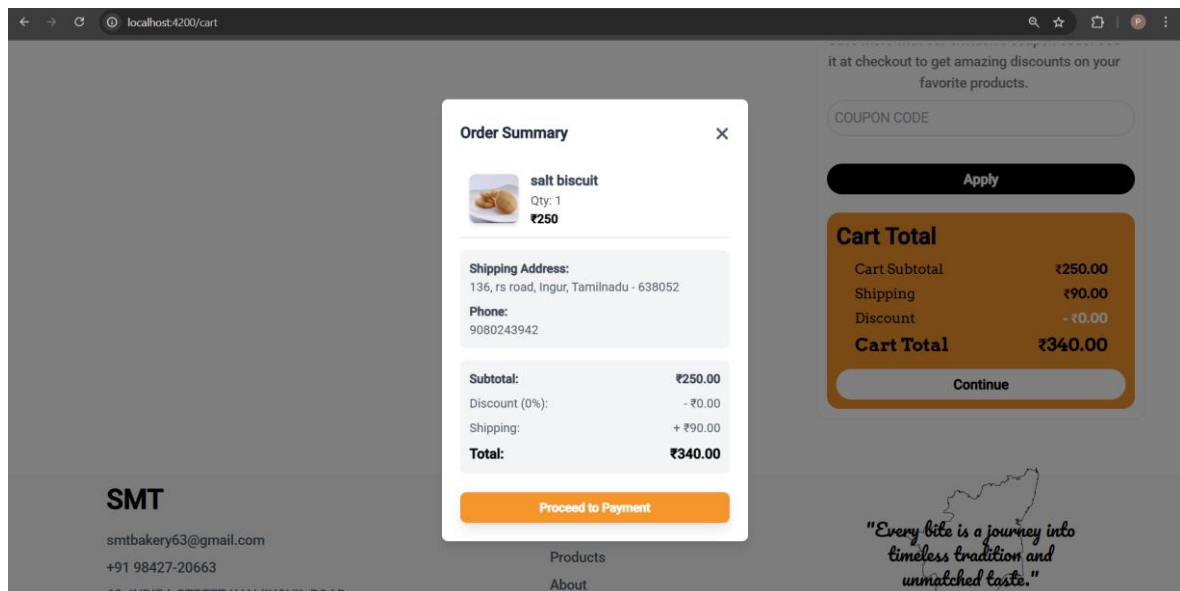 localhost:4200/cart
P
it at checkout to get amazing discounts on your
favorite products.
COUPON CODE
Apply
Order Summary
salt biscuit
Qty: 1
₹250
Shipping Address:
136, rs road, Ingur, Tamilnadu - 638052
Phone:
9080243942
Subtotal: ₹250.00
Discount (0%): - ₹0.00
Shipping: + ₹90.00
Total: ₹340.00
Proceed to Payment
Cart Total
Cart Subtotal ₹250.00
Shipping ₹90.00
Discount - ₹0.00
Cart Total ₹340.00
Continue
SMT
smtbakery63@gmail.com
+91 98427-20663
Products
About
"Every bite is a journey into
timeless tradition and
unmatched taste."